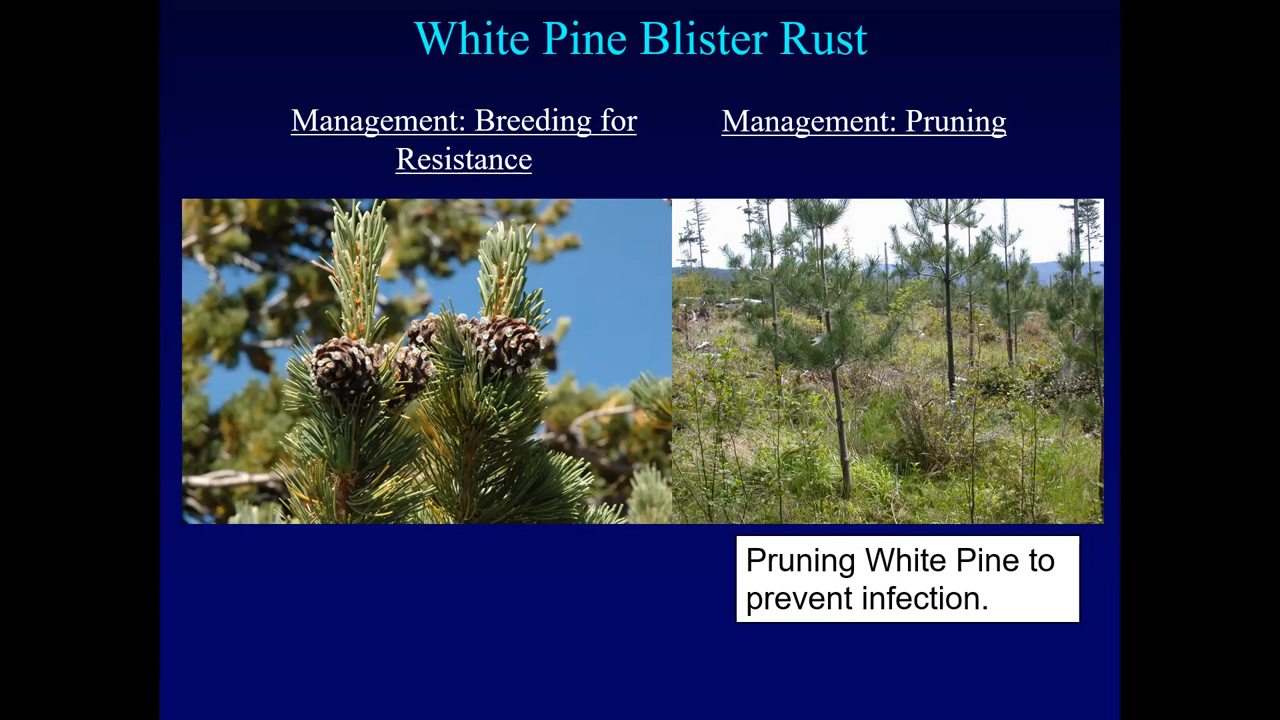 White Pine Blister Rust
Management: Breeding for
Resistance
Management: Pruning
Pruning White Pine to
prevent infection.